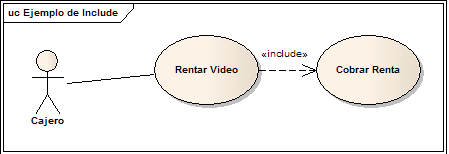 uc Ejemplo de Include
«include»
Rentar Video
Cobrar Renta
Cajero